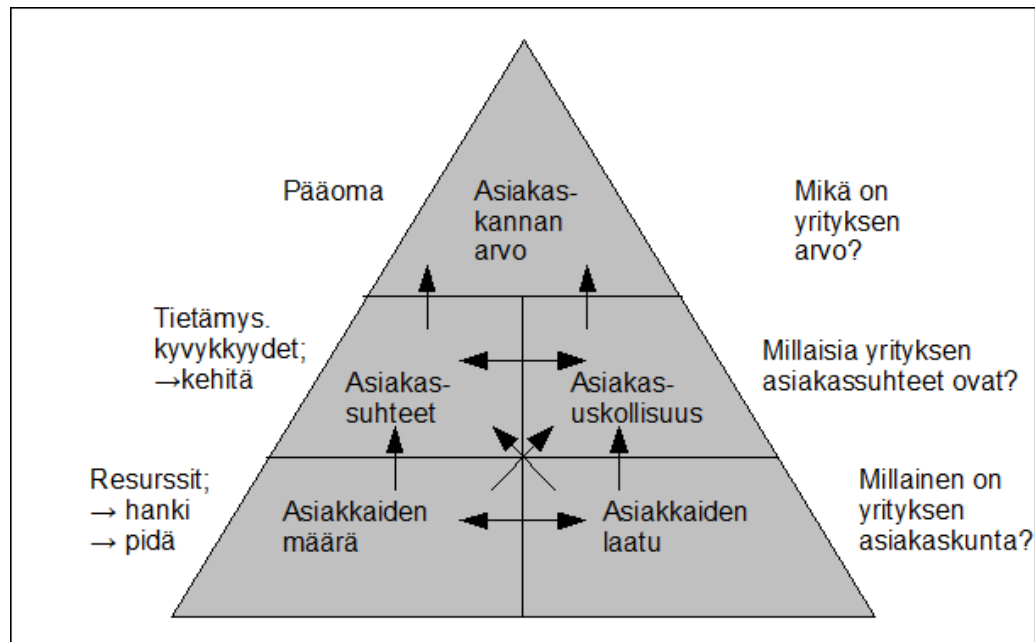 Pääoma
Asiakas-
kannan
arvo
Mikä on
yrityksen
arvo?
Tietämys.
kyvykkyydet;
→kehitä
Asiakas-
suhteet
Asiakas-
uskollisuus
Millaisia yrityksen
asiakassuhteet ovat?
Resurssit;
→ hanki
→ pidä
Asiakkaiden
määrä
Asiakkaiden
laatu
Millainen on
yrityksen
asiakaskunta?